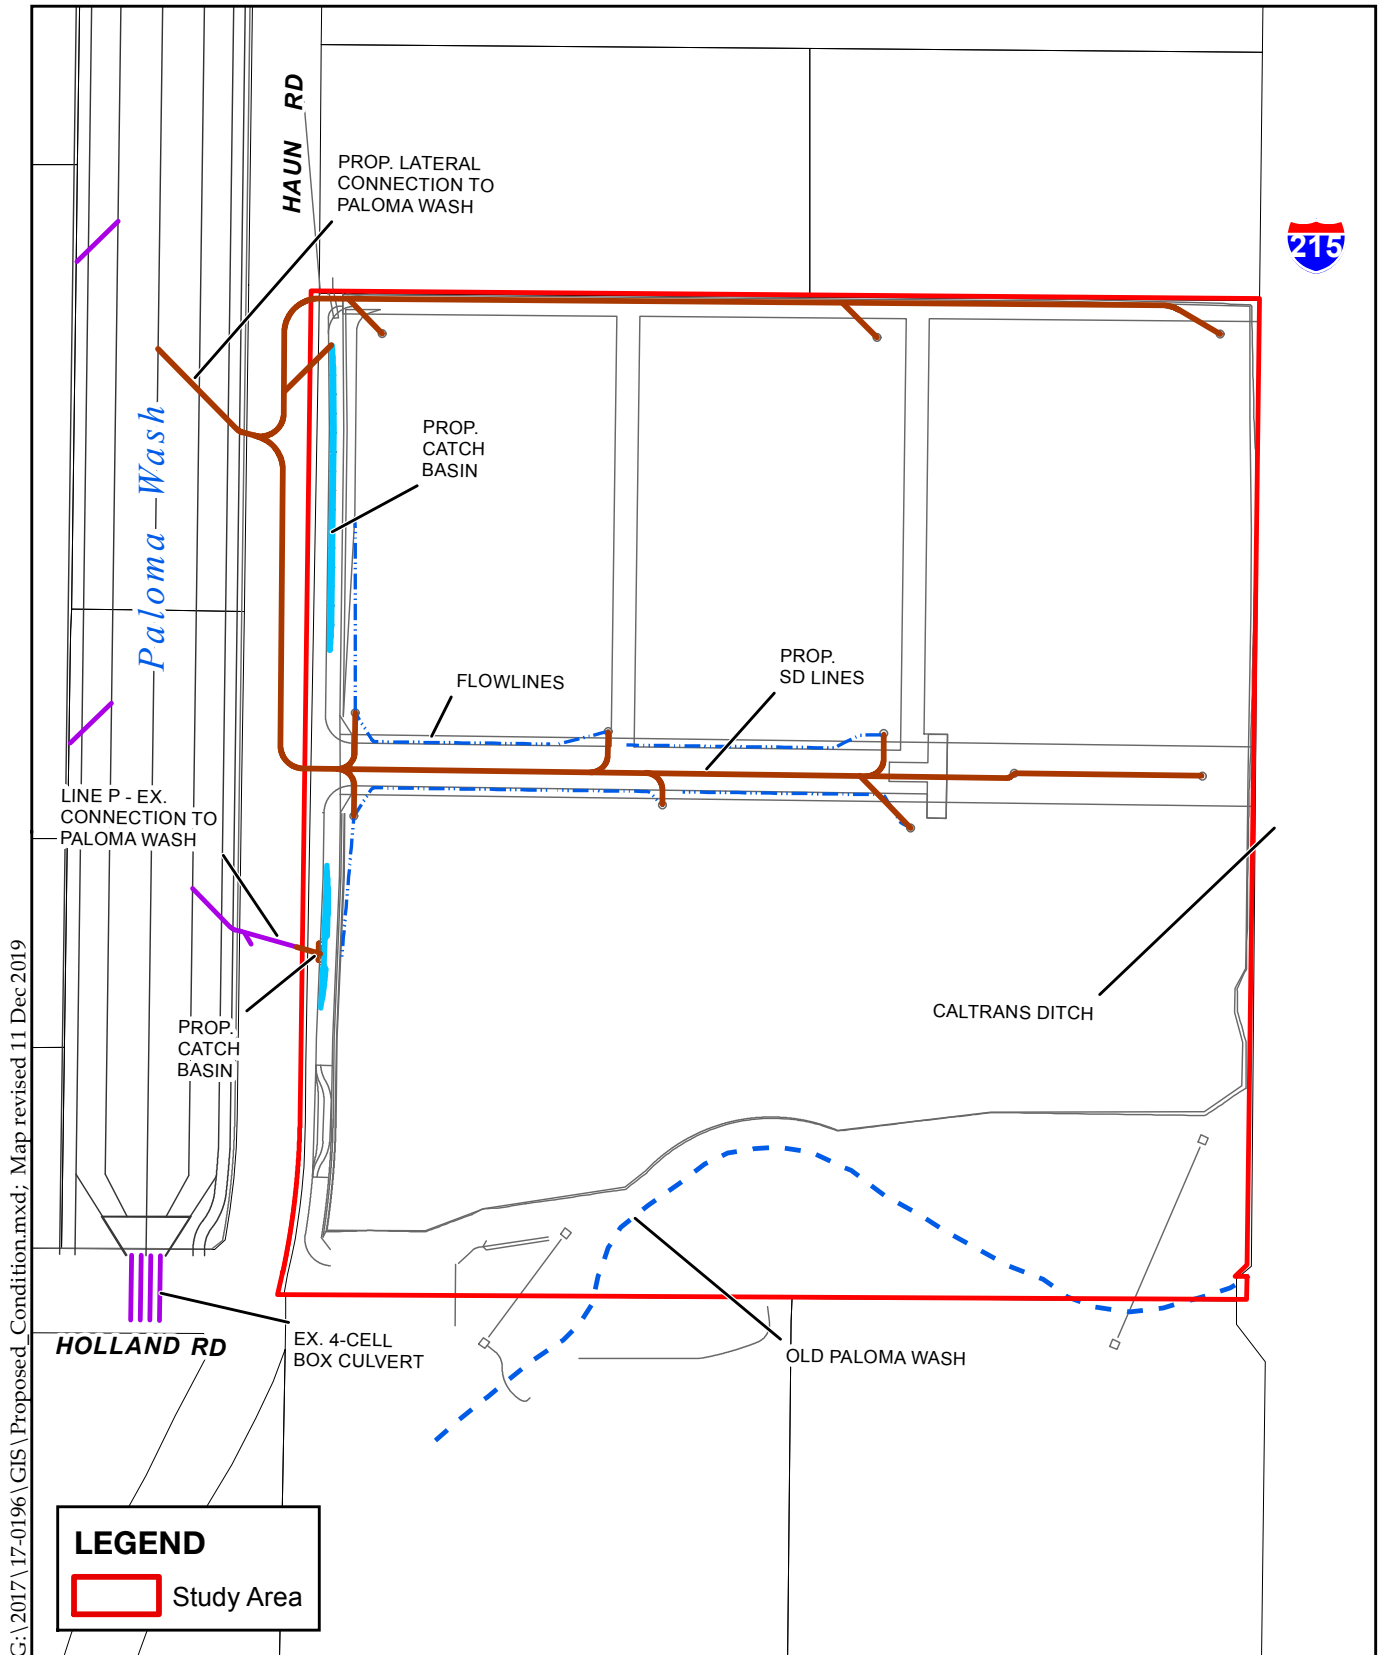 HAUN RD
PROP. LATERAL
CONNECTION TO
PALOMA WASH
215
Paloma Wash
PROP.
CATCH
BASIN
FLOWLINES
PROP.
SD LINES
LINE P - EX.
CONNECTION TO
PALOMA WASH
CALTRANS DITCH
PROP.
CATCH
BASIN
HOLLAND RD
EX. 4-CELL
BOX CULVERT
OLD PALOMA WASH
LEGEND
Study Area
G:\2017\17-0196\GIS\Proposed_Condition.mxd; Map revised 11 Dec 2019